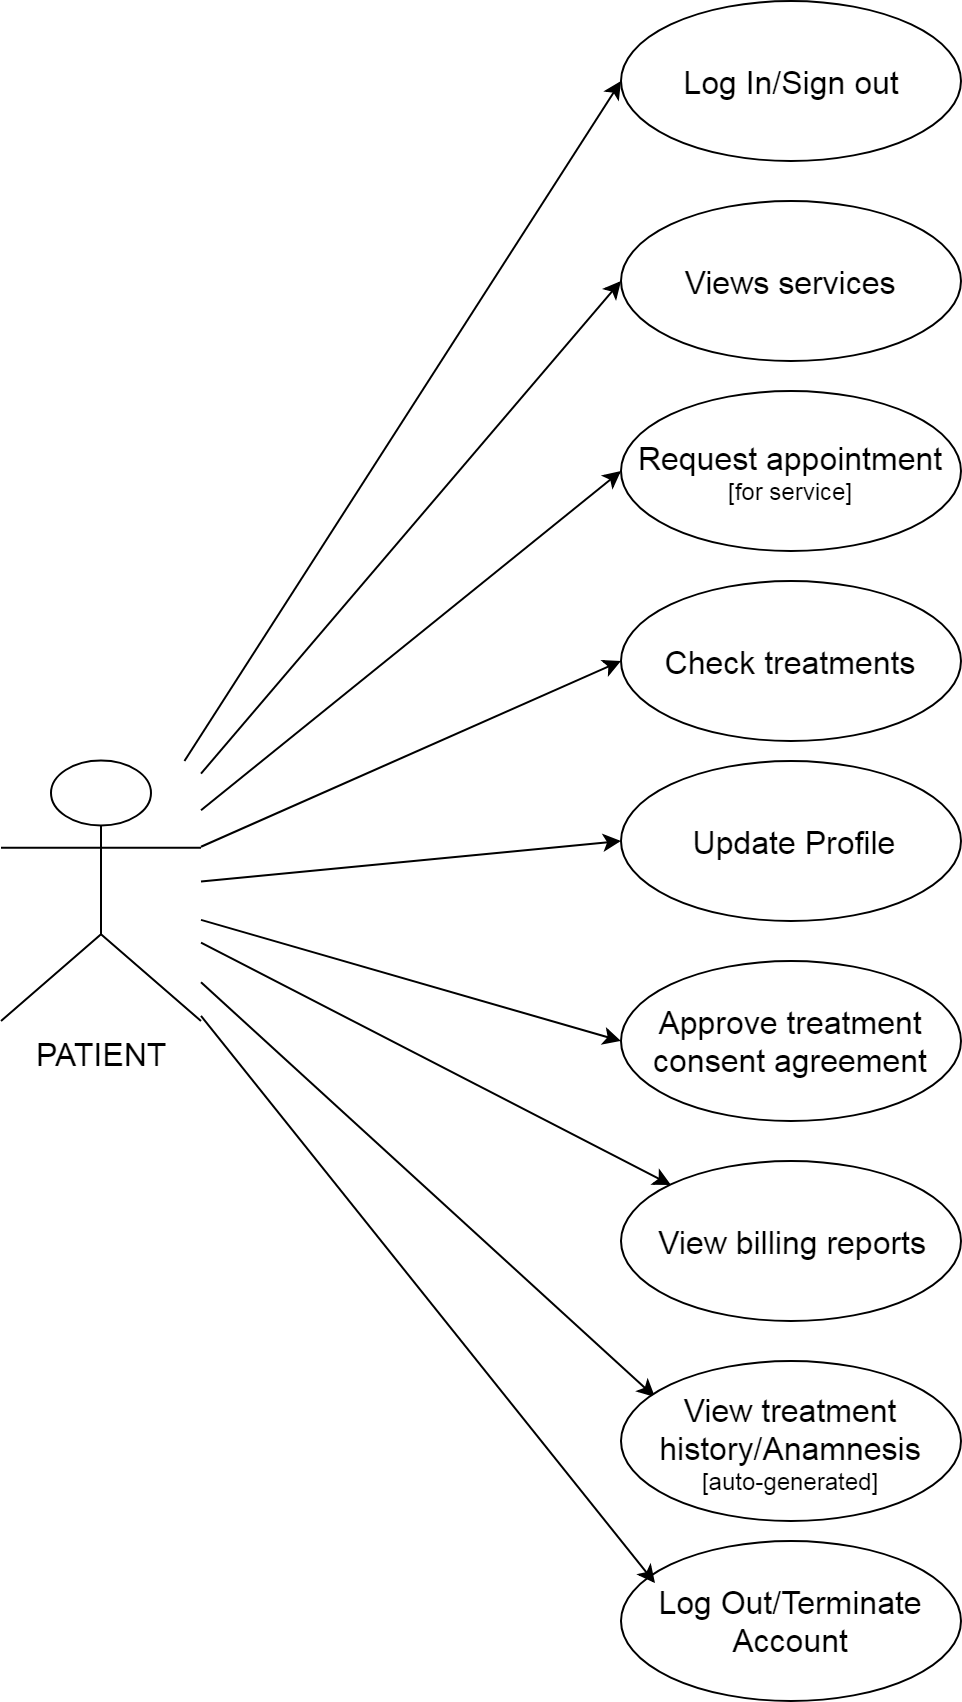 Log In/Sign out
Views services
Request appointment
[for service]
Check treatments
Update Profile
PATIENT
Approve treatment
consent agreement
View billing reports
View treatment
history/Anamnesis
[auto-generated]
Log Out/Terminate
Account